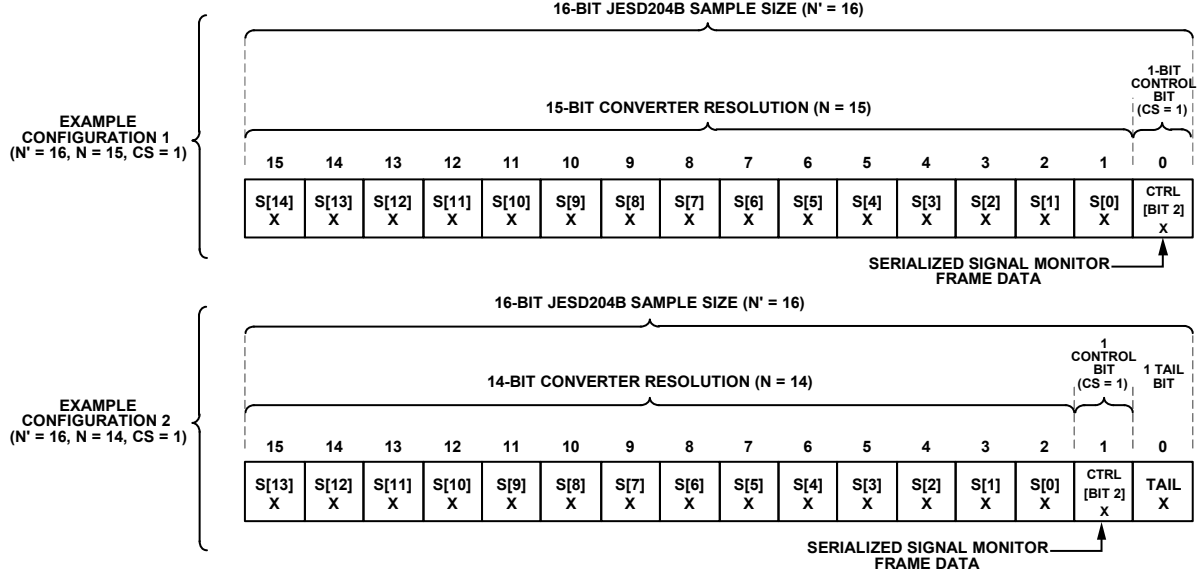 16-BIT JESD204B SAMPLE SIZE (N' = 16)
1-BIT
CONTROL
BIT
(CS = 1)
15-BIT CONVERTER RESOLUTION (N = 15)
EXAMPLE
CONFIGURATION 1
(N' = 16, N = 15, CS = 1)
15 14 13 12 11 10 9 8 7 6 5 4 3 2 1 0
S[14] S[13] S[12] S[11] S[10] S[9] S[8] S[7] S[6] S[5] S[4] S[3] S[2] S[1] S[0] CTRL
[BIT 2]
X X X X X X X X X X X X X X X X
SERIALIZED SIGNAL MONITOR
FRAME DATA
16-BIT JESD204B SAMPLE SIZE (N' = 16)
1
CONTROL
BIT
(CS = 1)
1 TAIL
BIT
14-BIT CONVERTER RESOLUTION (N = 14)
EXAMPLE
CONFIGURATION 2
(N' = 16, N = 14, CS = 1)
15 14 13 12 11 10 9 8 7 6 5 4 3 2 1 0
S[13] S[12] S[11] S[10] S[9] S[8] S[7] S[6] S[5] S[4] S[3] S[2] S[1] S[0] CTRL TAIL
[BIT 2]
X X X X X X X X X X X X X X X X
SERIALIZED SIGNAL MONITOR
FRAME DATA